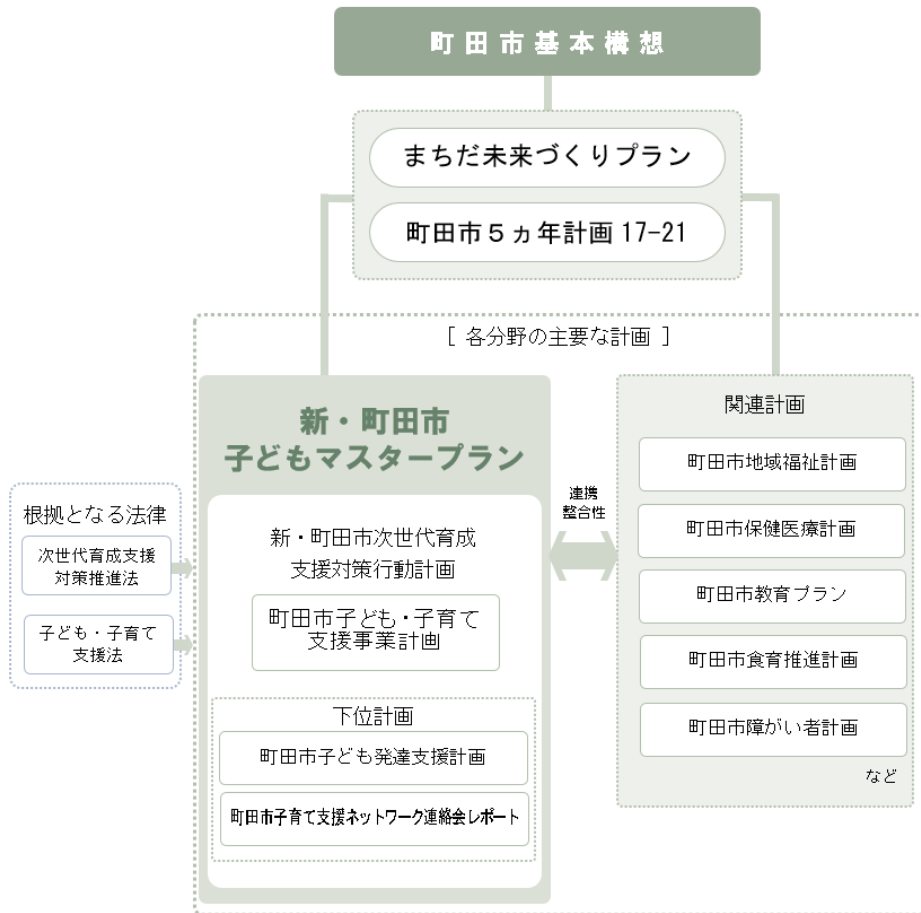 町田市基本構想
まちだ未来づくりプラン
町田市5ヵ年計画 17-21
[ 各分野の主要な計画 ]
新・町田市
子どもマスタープラン
新・町田市次世代育成
支援対策行動計画
町田市子ども・子育て
支援事業計画
下位計画
町田市子ども発達支援計画
町田市子育て支援ネットワーク連絡会レポート
根拠となる法律
次世代育成支援
対策推進法
子ども・子育て
支援法
連携
整合性
関連計画
町田市地域福祉計画
町田市保健医療計画
町田市教育プラン
町田市食育推進計画
町田市障がい者計画
など